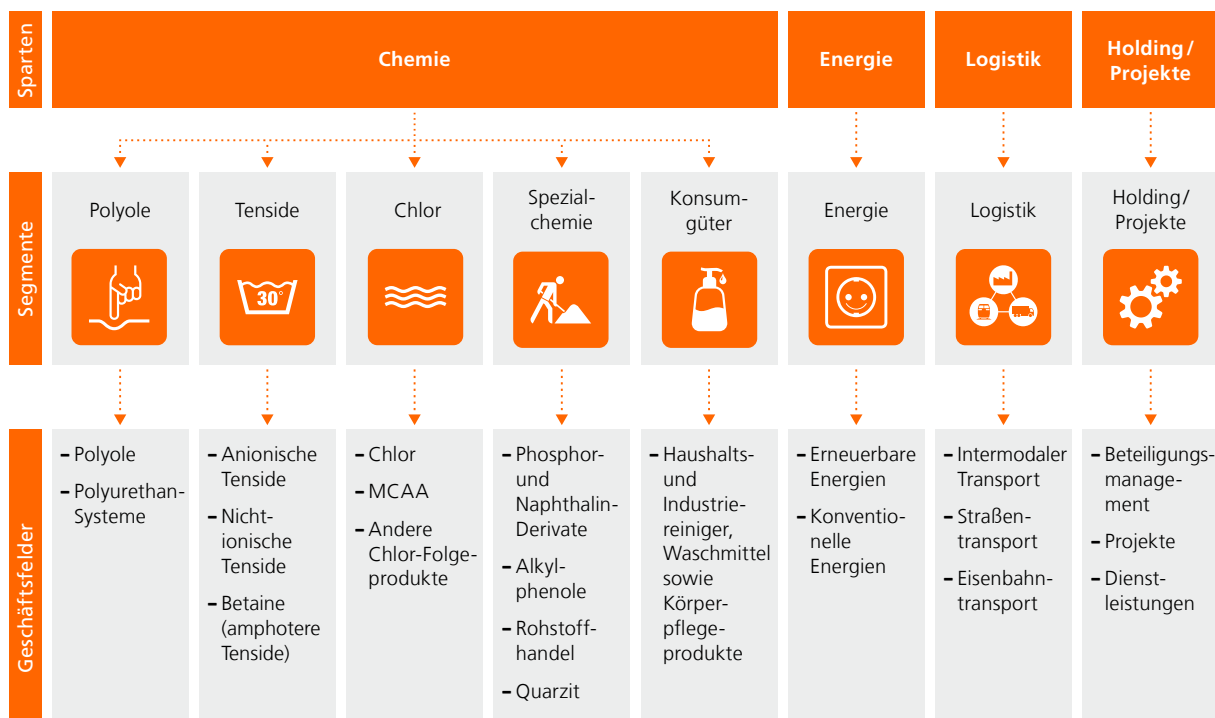 Sparten
Chemie
Energie
Logistik
Holding/
Projekte
Segmente
Polyole
Tenside
30°
Chlor
Spezial-
chemie
Konsum-
güter
Energie
Logistik
Holding/
Projekte
Geschäftsfelder
– Polyole
– Polyurethan-
Systeme
– Anionische
Tenside
– Nicht-
ionische
Tenside
– Betaine
(amphotere
Tenside)
– Chlor
– MCAA
– Andere
Chlor-Folge-
produkte
– Phosphor-
und
Naphthalin-
Derivate
– Alkyl-
phenole
– Rohstoff-
handel
– Quarzit
– Haushalts-
und
Industrie-
reiniger,
Waschmittel
sowie
Körper-
pflege-
produkte
– Erneuerbare
Energien
– Konventio-
nelle
Energien
– Intermodaler
Transport
– Straßen-
transport
– Eisenbahn-
transport
– Beteiligungs-
manage-
ment
– Projekte
– Dienst-
leistungen